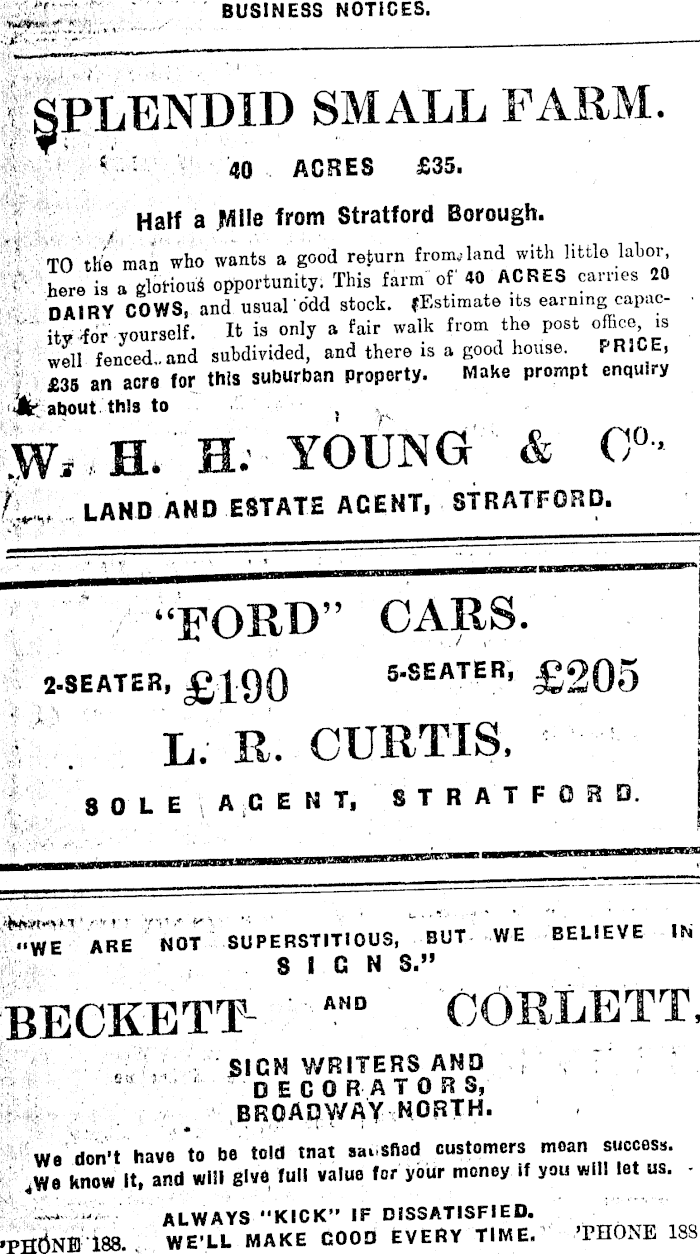 BUSINESS NOTICES.
SPLENDID SMALL FARM.
40 ACRES £35.
Half a Mile from Stratford Borough.
TO the man who wants a good return from land with little labor,
here is a glorious opportunity. This farm of 40 ACRES carries 20
DAIRY COWS, and usual odd stock. Estimate its earning capac-
ity for yourself. It is only a fair walk from the post office, is
well fenced and subdivided, and there is a good house. PRICE,
£35 an acre for this suburban property. Make prompt enquiry
about this to
W. H. H. YOUNG & Co.,
LAND AND ESTATE AGENT, STRATFORD.
"FORD" CARS.
2-SEATER, £190 5-SEATER, £205
L. R. CURTIS,
SOLE AGENT, STRATFORD.
"WE ARE NOT SUPERSTITIOUS, BUT WE BELIEVE IN
SIGNS."
BECKETT AND CORLETT,
SIGN WRITERS AND
DECORATORS,
BROADWAY NORTH.
We don't have to be told tnat satisfied customers mean success.
We know it, and will give full value for your money if you will let us.
ALWAYS "KICK" IF DISSATISFIED.
'PHONE 188. WE'LL MAKE GOOD EVERY TIME. 'PHONE 188